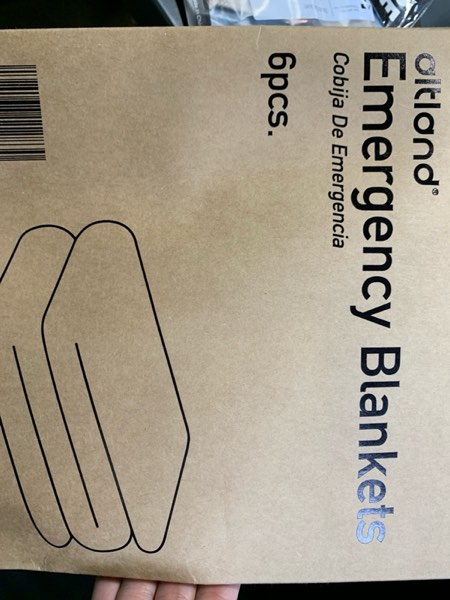 altland®
Emergency Blankets
Cobija De Emergencia
6pcs.